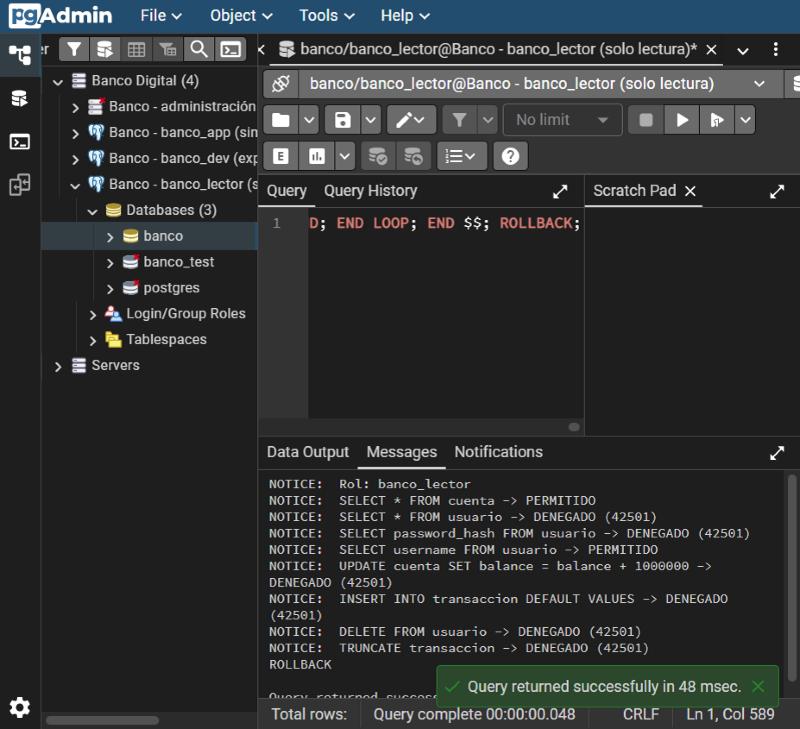 pgAdmin File Object Tools Help
er
banco/banco_lector@Banco - banco_lector (solo lectura)*
banco/banco_lector@Banco - banco_lector (solo lectura)
No limit
E
Query Query History
Scratch Pad
1 D; END LOOP; END $$; ROLLBACK;
Banco Digital (4)
Banco - administración
Banco - banco_app (sin
Banco - banco_dev (exp
Banco - banco_lector (s
Databases (3)
banco
banco_test
postgres
Login/Group Roles
Tablespaces
Servers
Data Output Messages Notifications
NOTICE:  Rol: banco_lector
NOTICE:  SELECT * FROM cuenta -> PERMITIDO
NOTICE:  SELECT * FROM usuario -> DENEGADO (42501)
NOTICE:  SELECT password_hash FROM usuario -> DENEGADO (42501)
NOTICE:  SELECT username FROM usuario -> PERMITIDO
NOTICE:  UPDATE cuenta SET balance = balance + 1000000 ->
DENEGADO (42501)
NOTICE:  INSERT INTO transaccion DEFAULT VALUES -> DENEGADO
(42501)
NOTICE:  DELETE FROM usuario -> DENEGADO (42501)
NOTICE:  TRUNCATE transaccion -> DENEGADO (42501)
ROLLBACK
Query returned succes
Query returned successfully in 48 msec.
Total rows: Query complete 00:00:00.048 CRLF Ln 1, Col 589